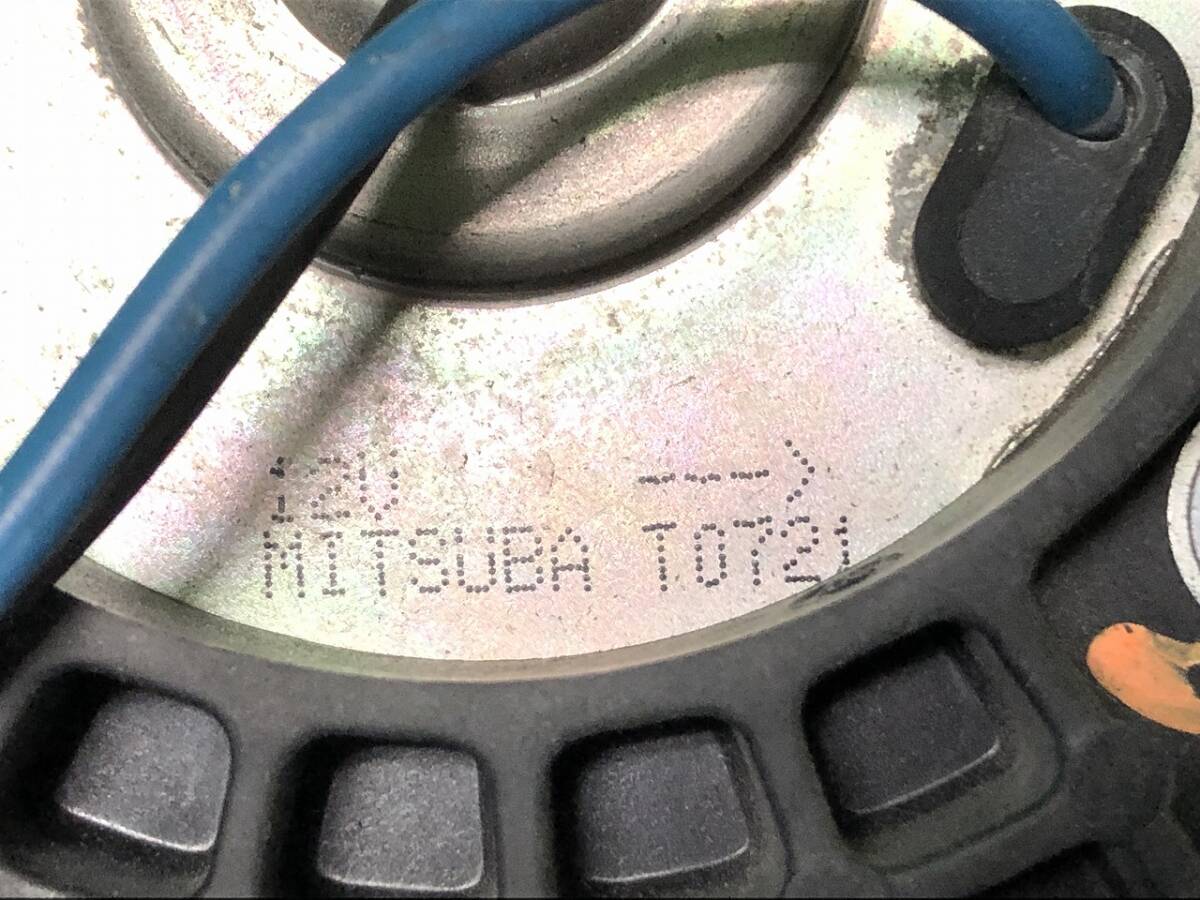 12V --->
MITSUBA T0721